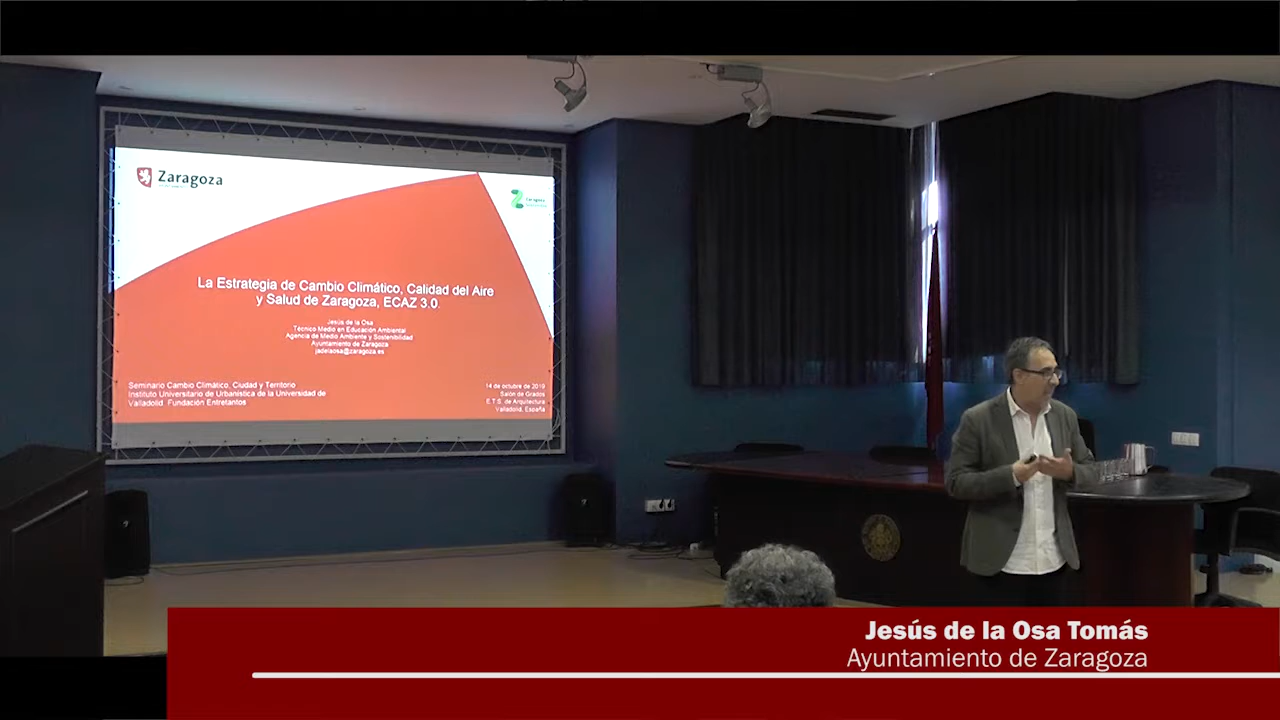 Zaragoza
Zaragoza
La Estrategia de Cambio Climático, Calidad del Aire
y Salud de Zaragoza, ECAZ 3.0.
Jesús de la Osa
Técnico Medio en Educación Ambiental
Agencia de Medio Ambiente y Sostenibilidad
Ayuntamiento de Zaragoza
jadelaosa@zaragoza.es
Seminario Cambio Climático, Ciudad y Territorio
Instituto Universitario de Urbanística de la Universidad de
Valladolid. Fundación Entretantos
14 de octubre de 2019
Salón de Grados
E.T.S. de Arquitectura
Valladolid, España
Jesús de la Osa Tomás
Ayuntamiento de Zaragoza